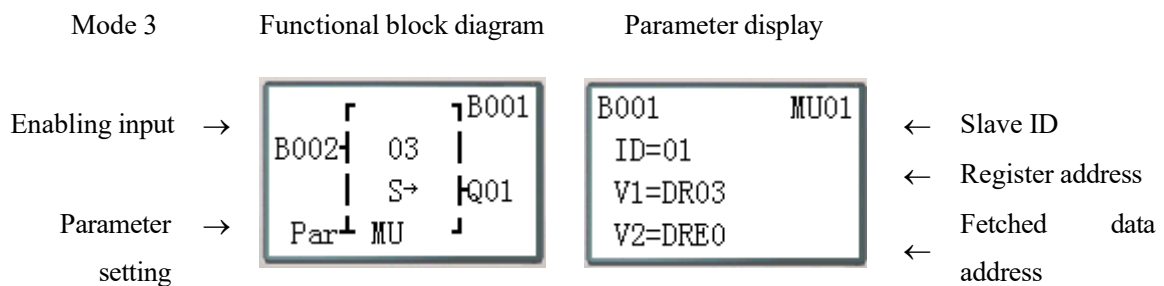 Mode 3 Functional block diagram Parameter display
Enabling input →
Parameter →
setting
B001
B002 03
S→ Q01
Par MU
B001 MU01
ID=01
V1=DR03
V2=DRE0
← Slave ID
← Register address
Fetched data
←
address